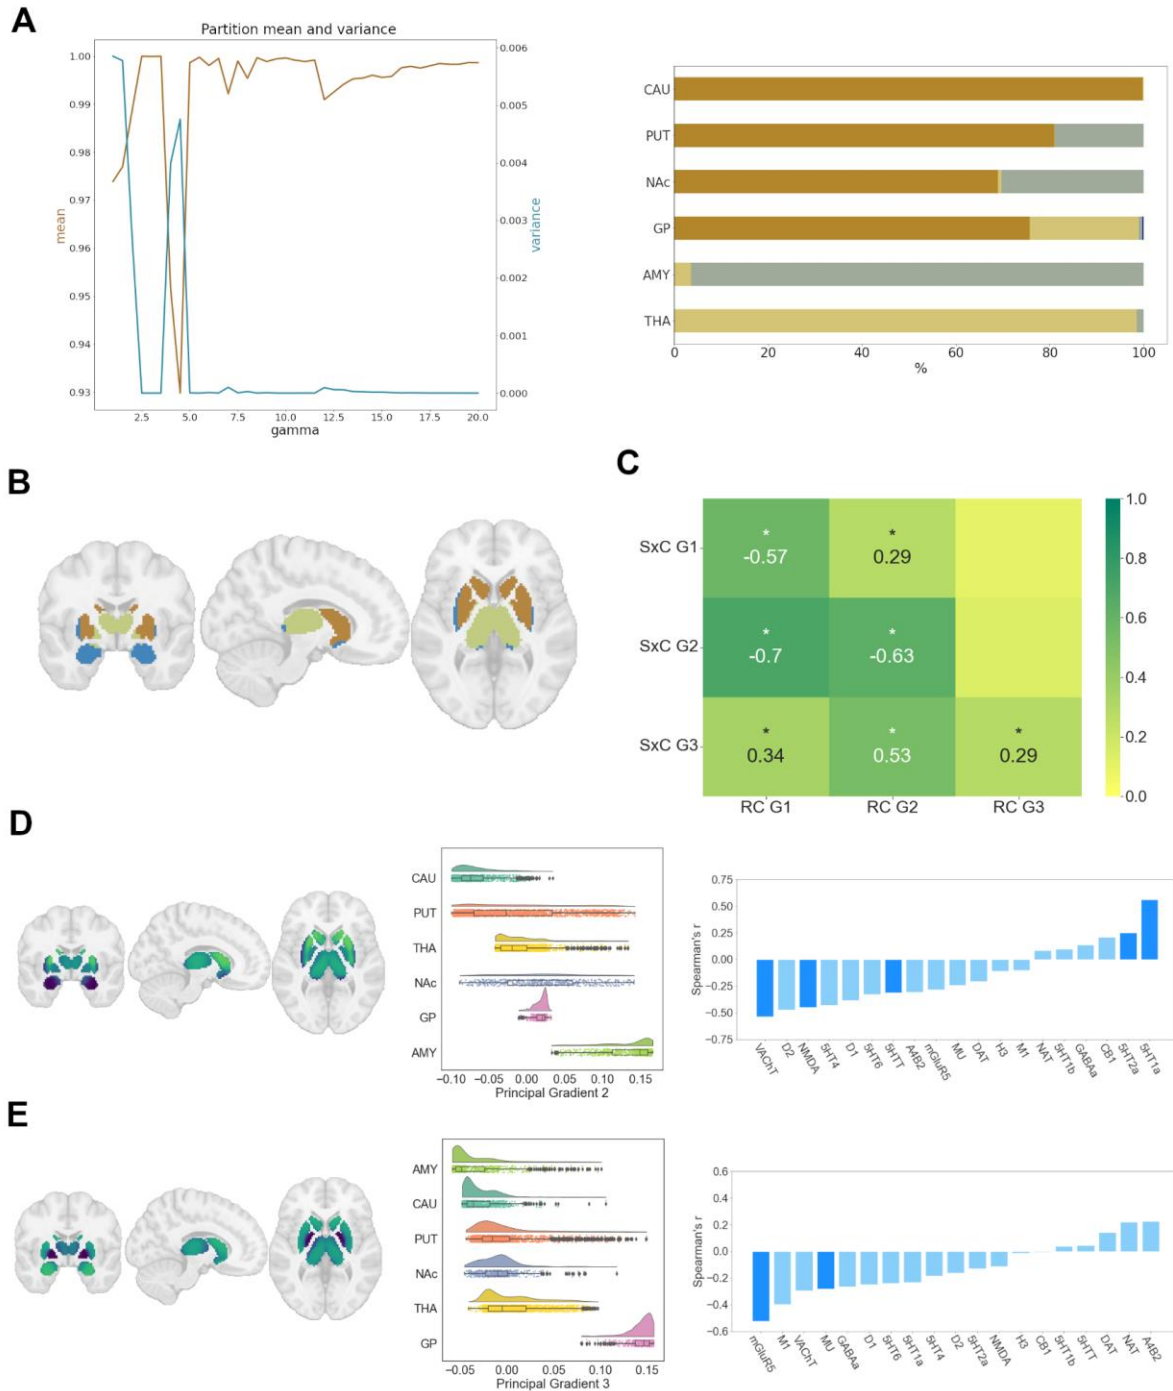 A
Partition mean and variance
mean
1.00
0.99
0.98
0.97
0.96
0.95
0.94
0.93
0.006
0.005
0.004
0.003
0.002
0.001
0.000
variance
2.5 5.0 7.5 10.0 12.5 15.0 17.5 20.0
gamma
CAU
PUT
NAc
GP
AMY
THA
0 20 40 60 80 100
%
B
C
SxC G1
SxC G2
SxC G3
* -0.57
* 0.29
* -0.7
* -0.63
* 0.34
* 0.53
* 0.29
RC G1 RC G2 RC G3
1.0
0.8
0.6
0.4
0.2
0.0
D
CAU
PUT
THA
NAc
GP
AMY
-0.10 -0.05 0.00 0.05 0.10 0.15
Principal Gradient 2
Spearman's r
0.75
0.50
0.25
0.00
−0.25
−0.50
−0.75
VAChT D2 NMDA 5HT4 D1 5HT6 5HTT A4B2 mGluR5 MU DAT H3 M1 NAT 5HT1b GABAa CB1 5HT2a 5HT1a
E
AMY
CAU
PUT
NAc
THA
GP
−0.05 0.00 0.05 0.10 0.15
Principal Gradient 3
Spearman's r
0.6
0.4
0.2
0.0
−0.2
−0.4
−0.6
mGluR5 M1 VAChT MU GABAa D1 5HT6 5HT1a 5HT4 D2 5HT2a NMDA H3 CB1 5HT1b 5HTT DAT NAT A4B2